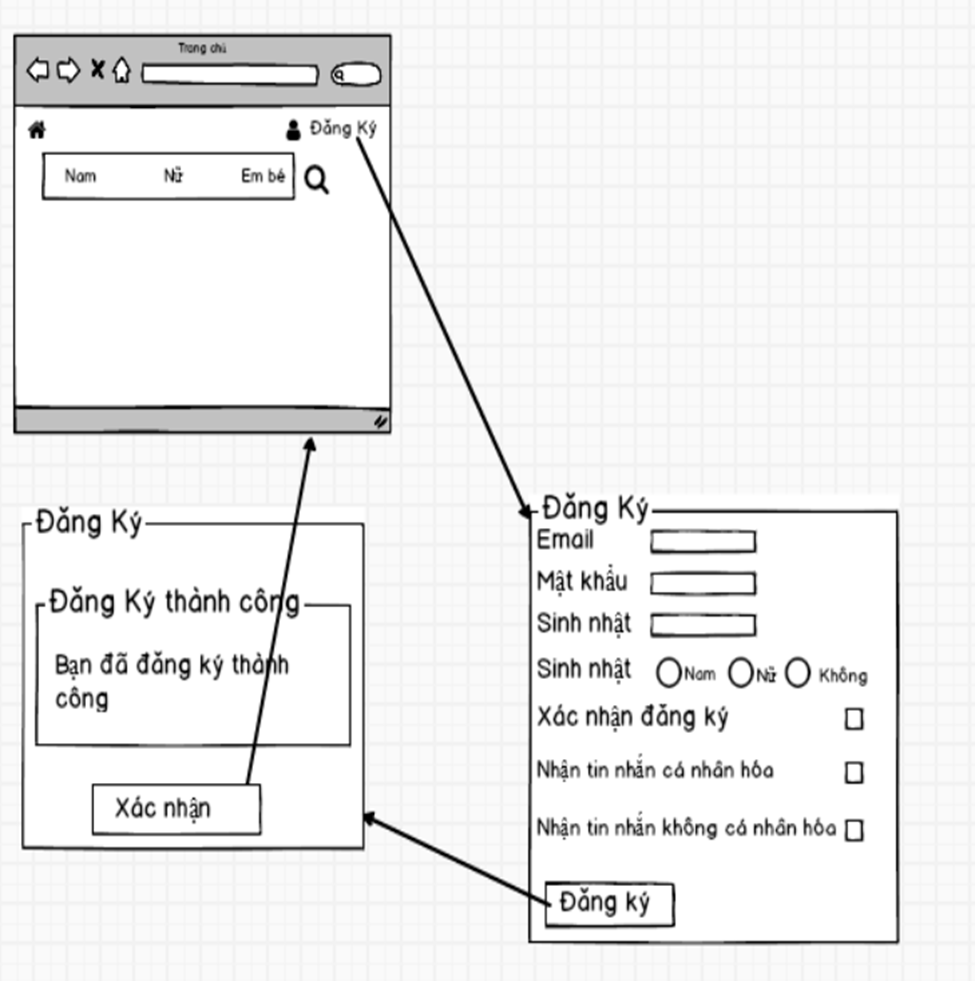 Trang chủ
Đăng Ký
Nam Nữ Em bé
Đăng Ký
Email
Mật khẩu
Sinh nhật
Sinh nhật Nam Nữ Không
Xác nhận đăng ký
Nhận tin nhắn cá nhân hóa
Nhận tin nhắn không cá nhân hóa
Đăng ký
Đăng Ký
Đăng Ký thành công
Bạn đã đăng ký thành
công
Xác nhận